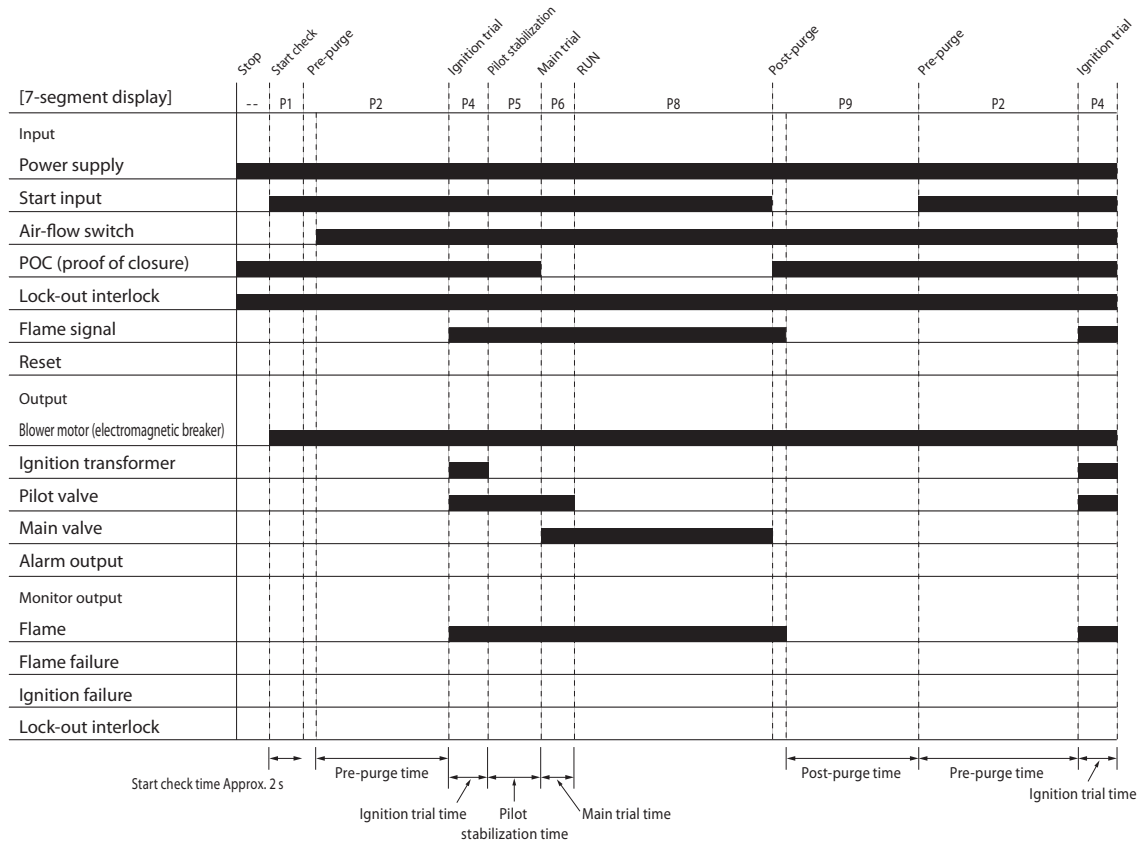 Stop
Start check
Pre-purge
Ignition trial
Pilot stabilization
Main trial
RUN
Post-purge
Pre-purge
Ignition trial
[7-segment display] -- P1 P2 P4 P5 P6 P8 P9 P2 P4
Input
Power supply
Start input
Air-flow switch
POC (proof of closure)
Lock-out interlock
Flame signal
Reset
Output
Blower motor (electromagnetic breaker)
Ignition transformer
Pilot valve
Main valve
Alarm output
Monitor output
Flame
Flame failure
Ignition failure
Lock-out interlock
Start check time Approx. 2 s
Pre-purge time
Ignition trial time
Pilot
stabilization time
Main trial time
Post-purge time
Pre-purge time
Ignition trial time